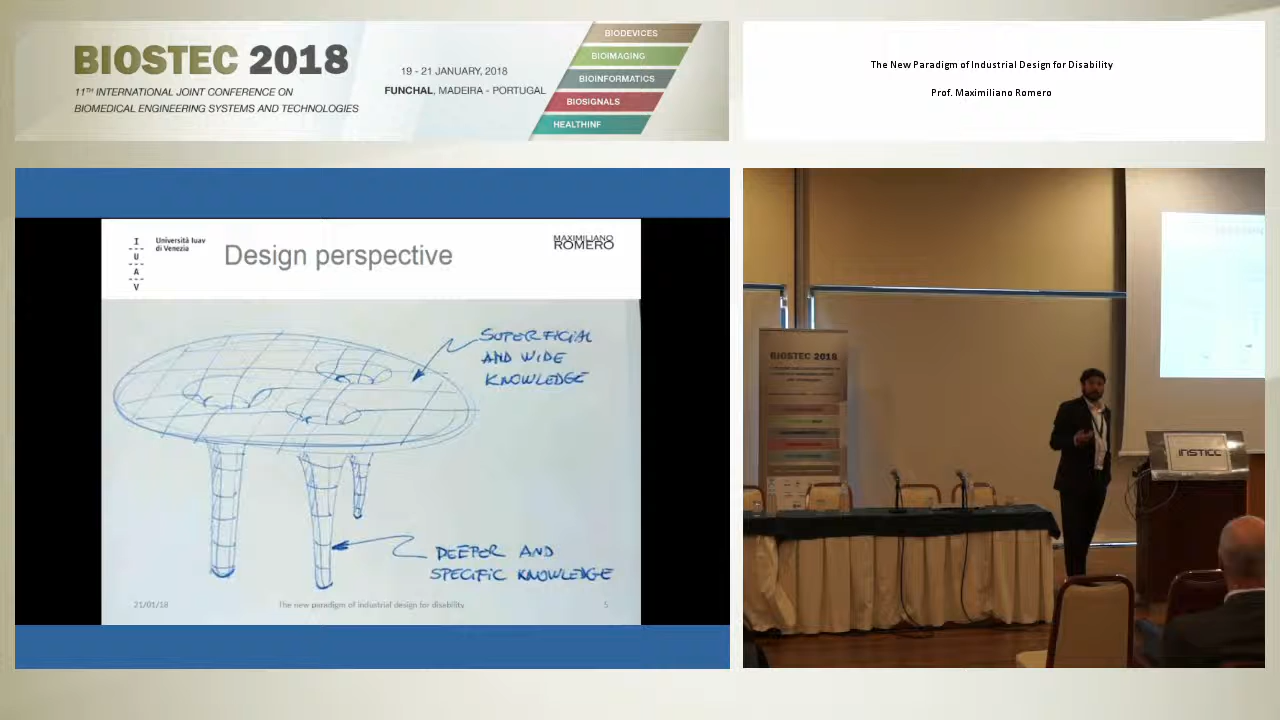 BIOSTEC 2018
11TH INTERNATIONAL JOINT CONFERENCE ON
BIOMEDICAL ENGINEERING SYSTEMS AND TECHNOLOGIES
19 - 21 JANUARY, 2018
FUNCHAL, MADEIRA - PORTUGAL
BIODEVICES
BIOIMAGING
BIOINFORMATICS
BIOSIGNALS
HEALTHINF
The New Paradigm of Industrial Design for Disability
Prof. Maximiliano Romero
I
U
A
V
Università Iuav
di Venezia
Design perspective
MAXIMILIANO
ROMERO
SUPERFICIAL
AND WIDE
KNOWLEDGE
DEEPER AND
SPECIFIC KNOWLEDGE
21/01/18
The new paradigm of industrial design for disability
5
BIOSTEC 2018
INSTICC